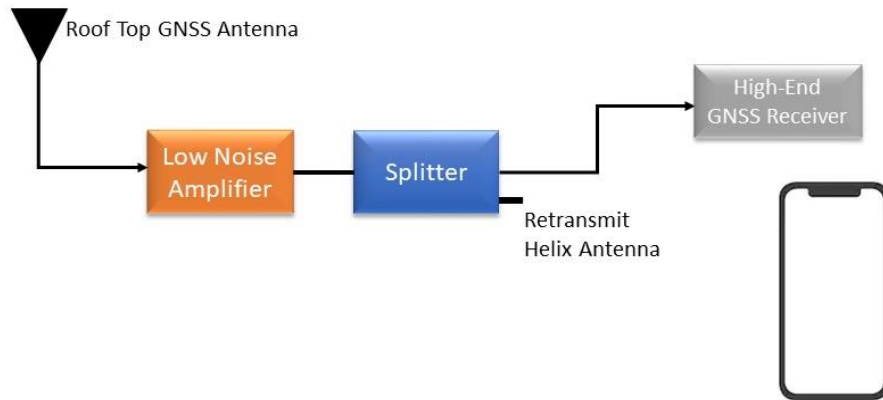 Roof Top GNSS Antenna
High-End
GNSS Receiver
Low Noise
Amplifier
Splitter
Retransmit
Helix Antenna